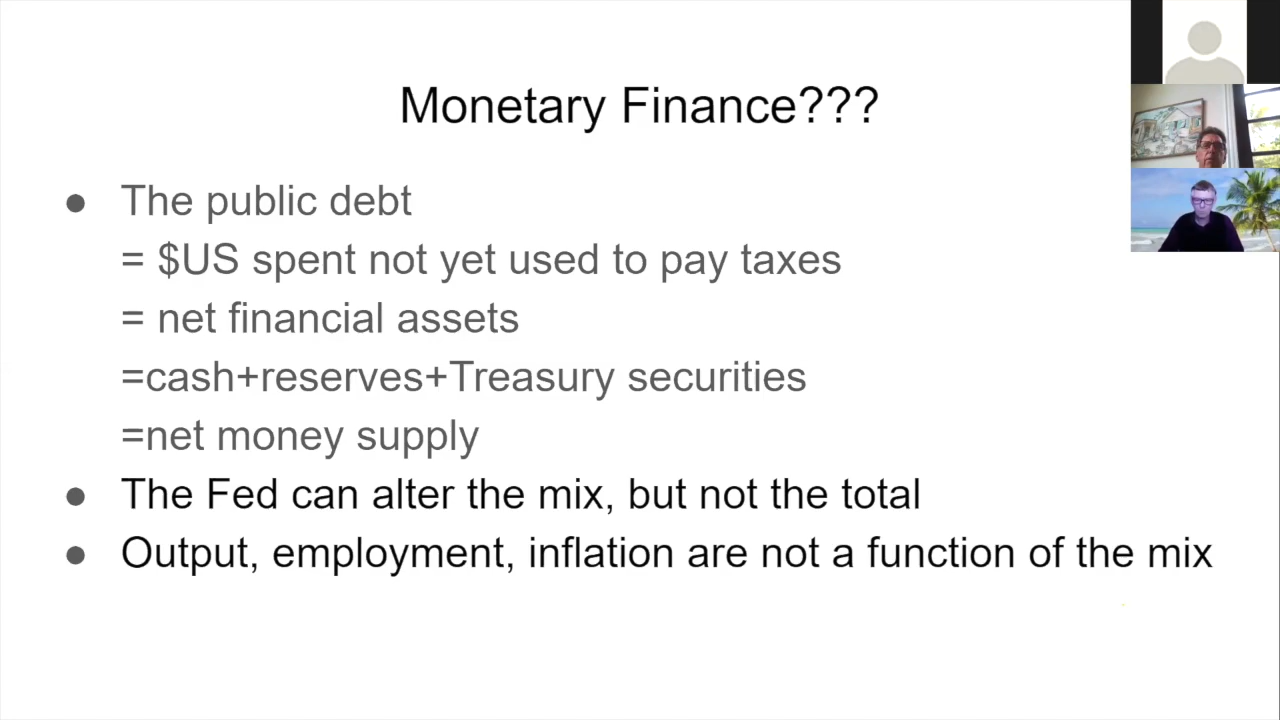 Monetary Finance???
● The public debt
= $US spent not yet used to pay taxes
= net financial assets
=cash+reserves+Treasury securities
=net money supply
● The Fed can alter the mix, but not the total
● Output, employment, inflation are not a function of the mix